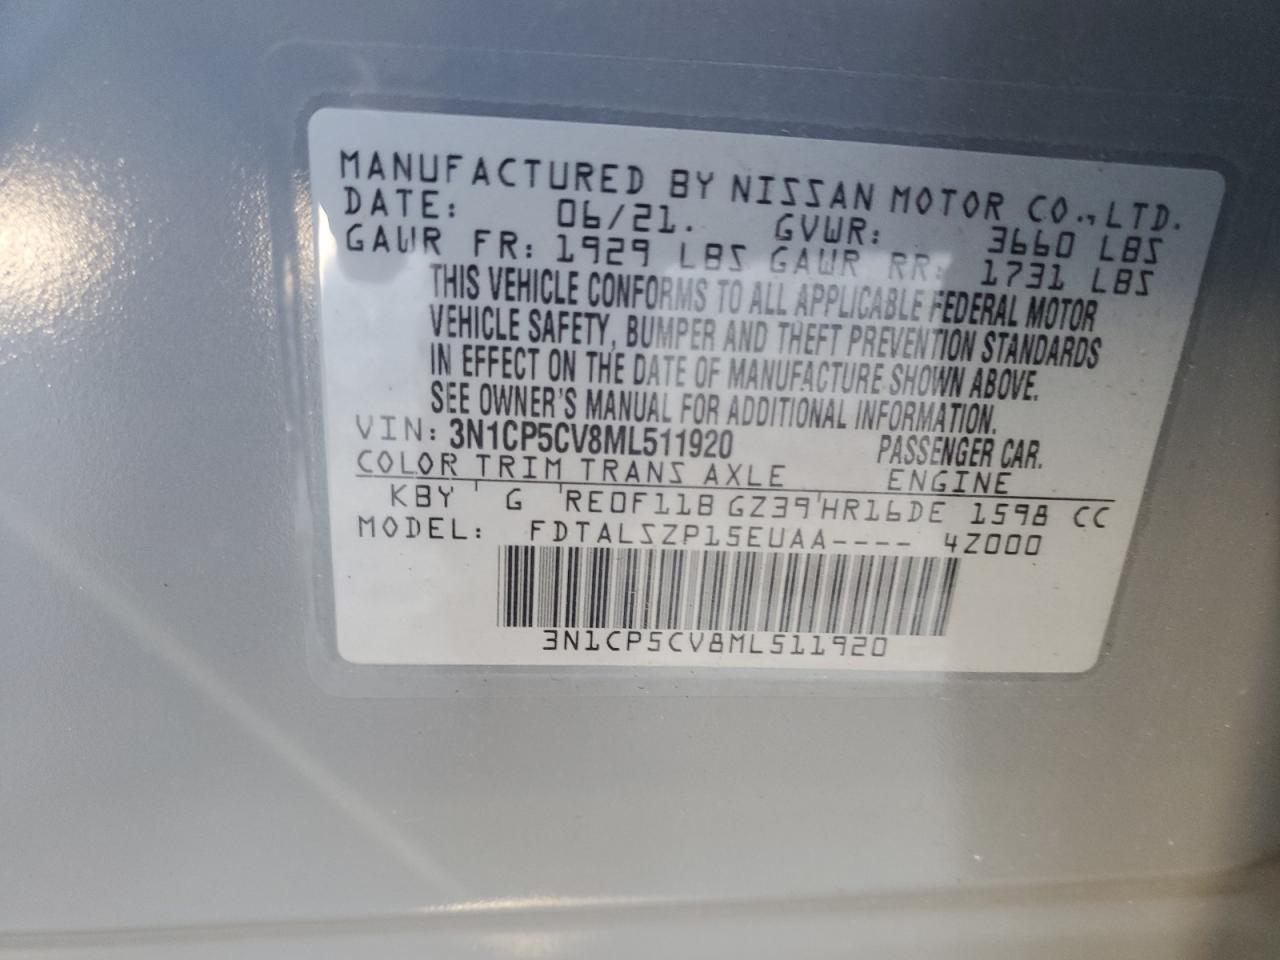 MANUFACTURED BY NISSAN MOTOR CO., LTD.
DATE: 06/21. GVWR: 3660 LBS
GAWR FR: 1929 LBS GAWR RR: 1731 LBS
THIS VEHICLE CONFORMS TO ALL APPLICABLE FEDERAL MOTOR
VEHICLE SAFETY, BUMPER AND THEFT PREVENTION STANDARDS
IN EFFECT ON THE DATE OF MANUFACTURE SHOWN ABOVE.
SEE OWNER'S MANUAL FOR ADDITIONAL INFORMATION.
VIN: 3N1CP5CV8ML511920 PASSENGER CAR.
COLOR TRIM TRANS AXLE ENGINE
KBY G RE0F11B GZ39 HR16DE 1598 CC
MODEL: FDTALSZP15EUAA---- 4Z000
3N1CP5CV8ML511920